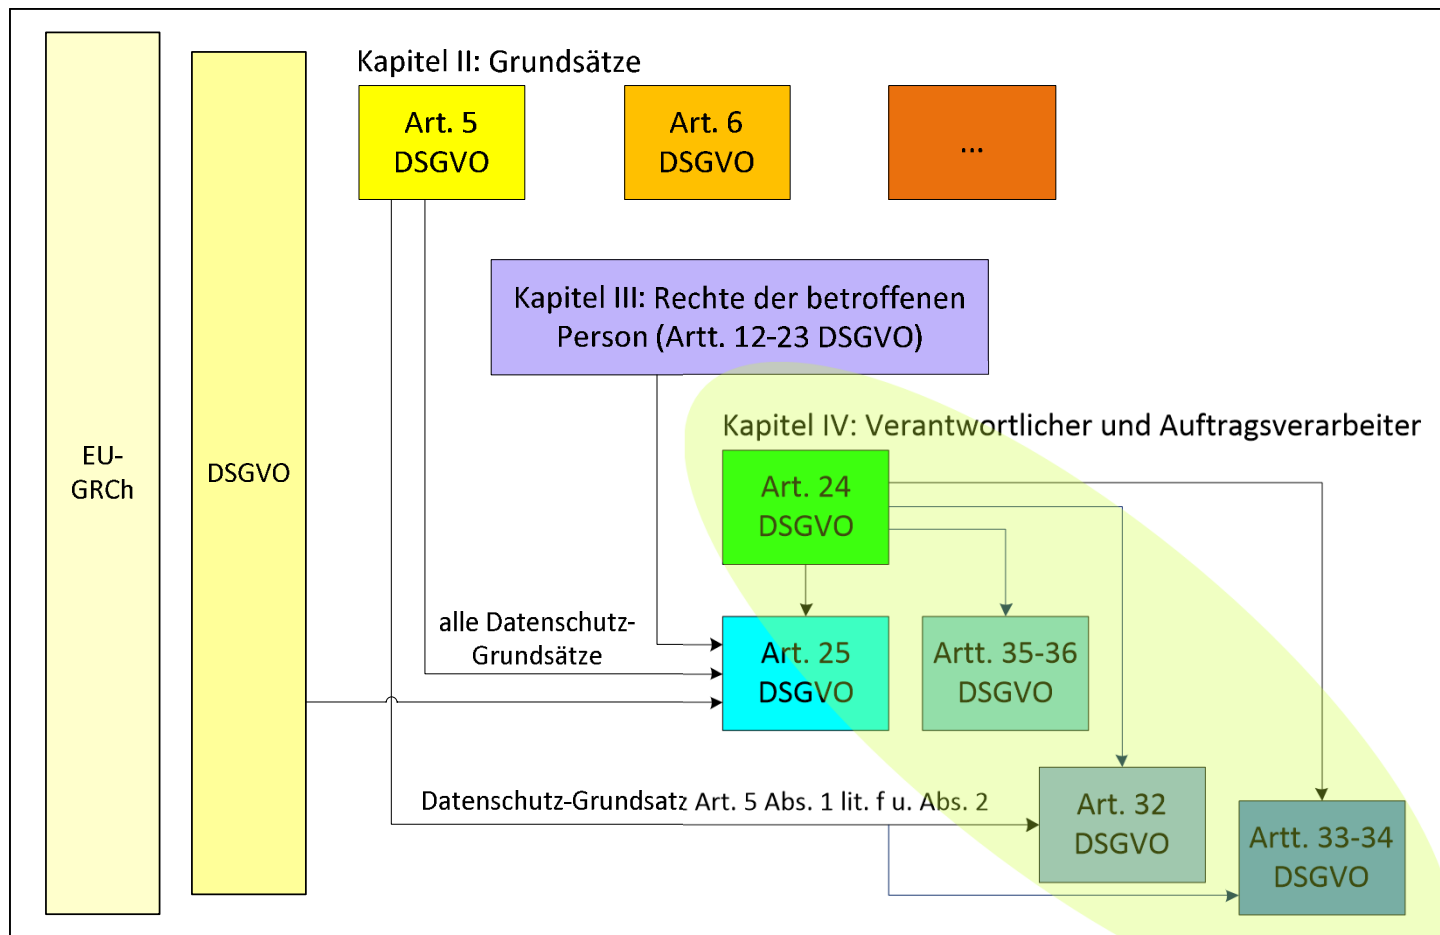 Kapitel II: Grundsätze
Art. 5
DSGVO
Art. 6
DSGVO
...
Kapitel III: Rechte der betroffenen
Person (Artt. 12-23 DSGVO)
EU-
GRCh
DSGVO
Kapitel IV: Verantwortlicher und Auftragsverarbeiter
Art. 24
DSGVO
alle Datenschutz-
Grundsätze
Art. 25
DSGVO
Artt. 35-36
DSGVO
Datenschutz-Grundsatz Art. 5 Abs. 1 lit. f u. Abs. 2
Art. 32
DSGVO
Artt. 33-34
DSGVO